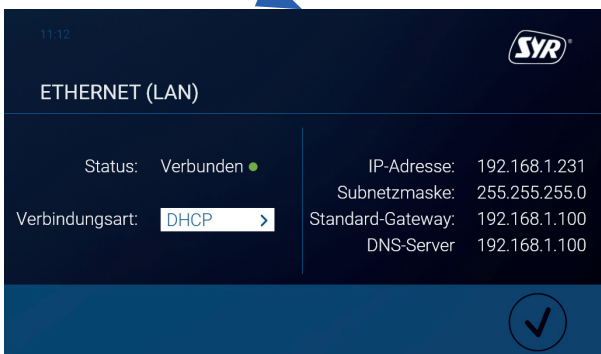 11:12
SYR
ETHERNET (LAN)
Status: Verbunden
Verbindungsart: DHCP >
IP-Adresse: 192.168.1.231
Subnetzmaske: 255.255.255.0
Standard-Gateway: 192.168.1.100
DNS-Server 192.168.1.100